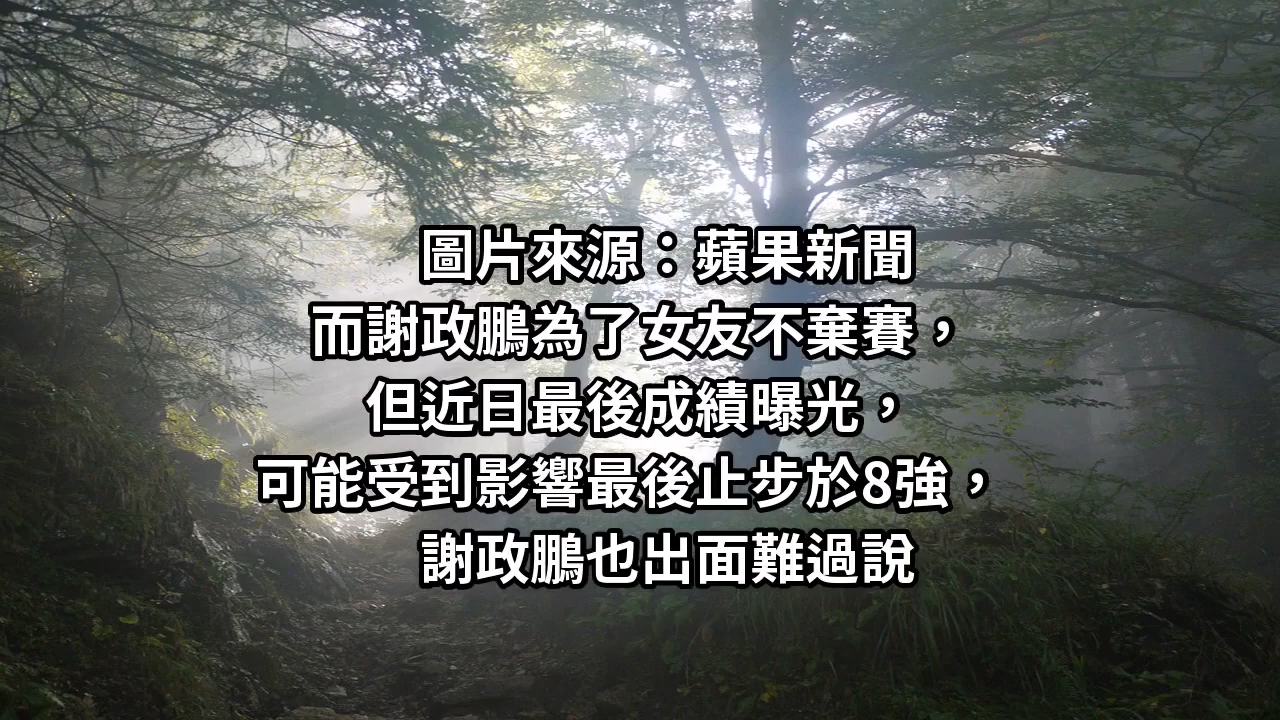 圖片來源：蘋果新聞
而謝政鵬為了女友不棄賽，
但近日最後成績曝光，
可能受到影響最後止步於8強，
謝政鵬也出面難過說